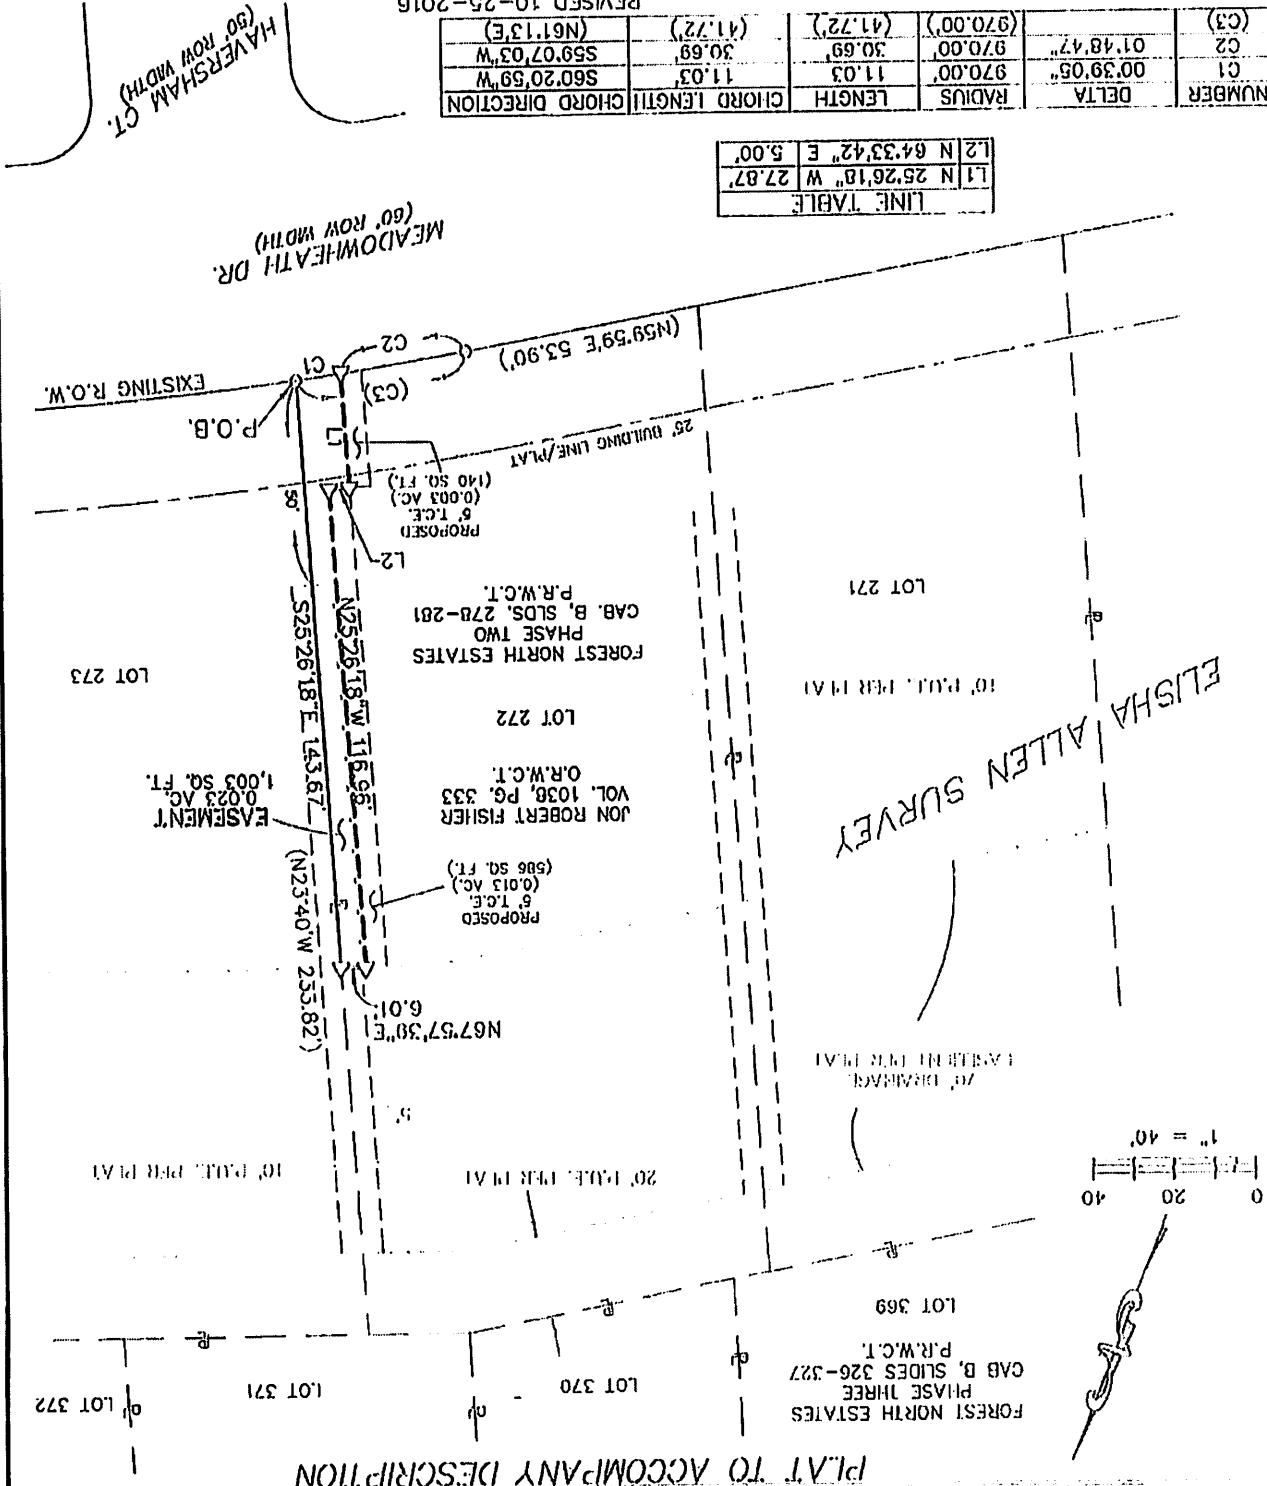 PLAT TO ACCOMPANY DESCRIPTION
FOREST NORTH ESTATES
PHASE THREE
CAB B, SLIDES 326-327
P.R.W.C.T.
LOT 369
LOT 370
LOT 371
LOT 372
0 20 40
1" = 40'
20' P.U.E. PER PLAT
10' P.U.E. PER PLAT
5'
DRAINAGE
EASEMENT PER PLAT
N67°57'38"E
6.01'
(N23°40'W 233.82')
PROPOSED
5' T.C.E.
(0.013 AC.)
(586 SQ. FT.)
ELISHA ALLEN SURVEY
JON ROBERT FISHER
VOL. 1038, PG. 333
O.R.W.C.T.
EASEMENT
0.023 AC.
1,003 SQ. FT.
LOT 272
N25°26'18"W 116.96'
S25°26'18"E 143.67'
10' P.U.E. PER PLAT
FOREST NORTH ESTATES
PHASE TWO
CAB. B, SLDS. 278-281
P.R.W.C.T.
LOT 273
LOT 271
L2
50'
PROPOSED
5' T.C.E.
(0.003 AC.)
(140 SQ. FT.)
25' BUILDING LINE/PLAT
L1
P.O.B.
(C3)
EXISTING R.O.W.
(N59°59'E 53.90')
C2
C1
MEADOWHEATH DR.
(60' ROW WIDTH)
LINE TABLE
L1 N 25°26'18" W 27.87'
L2 N 64°33'42" E 5.00'
HAVERSHAM CT.
(50' ROW WIDTH)
NUMBER DELTA RADIUS LENGTH CHORD LENGTH CHORD DIRECTION
C1 00°39'05" 970.00' 11.03 11.03' S60°20'59"W
C2 01°48'47" 970.00' 30.69' 30.69 S59°07'03"W
(C3) (970.00') (41.72') (41.72') (N61°13'E)
REVISED 10-25-2016